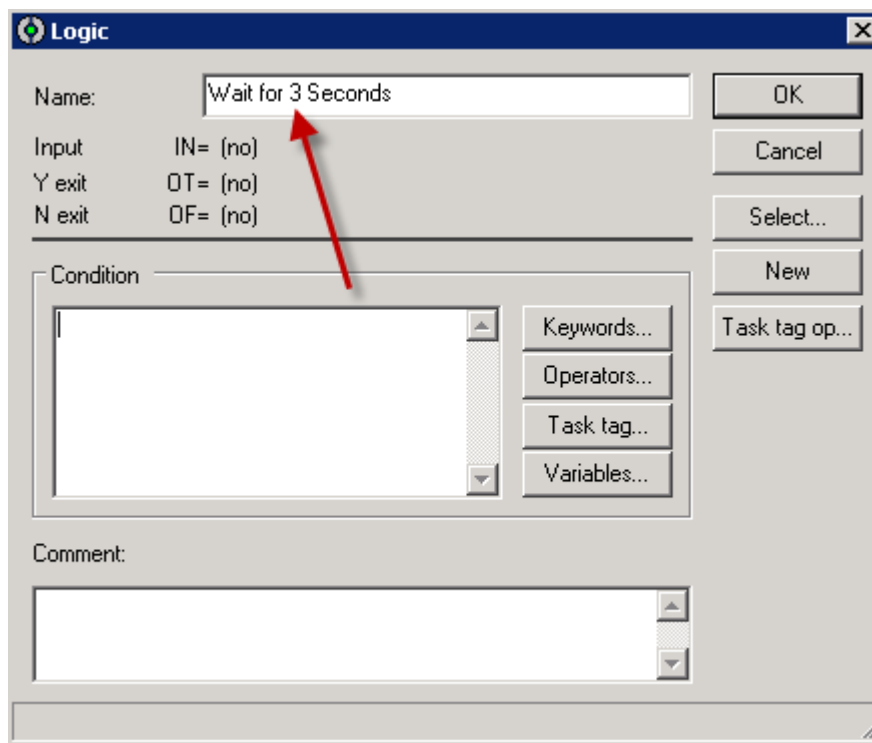 Logic
Name: Wait for 3 Seconds
OK
Input IN= (no)
Cancel
Y exit OT= (no)
N exit OF= (no)
Select...
Condition
New
Keywords...
Task tag op...
Operators...
Task tag...
Variables...
Comment: